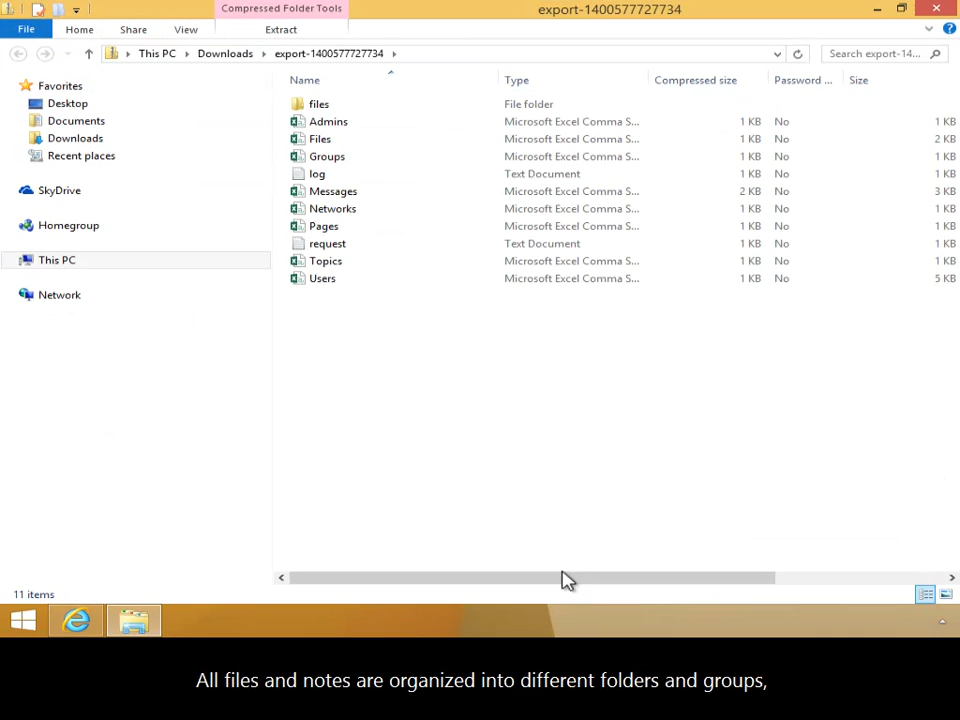 Compressed Folder Tools
export-1400577727734
File Home Share View Extract
This PC Downloads export-1400577727734
Search export-14...
Name Type Compressed size Password ... Size
Favorites
Desktop
Documents
Downloads
Recent places
SkyDrive
Homegroup
This PC
Network
files File folder
Admins Microsoft Excel Comma S... 1 KB No 1 KB
Files Microsoft Excel Comma S... 1 KB No 2 KB
Groups Microsoft Excel Comma S... 1 KB No 1 KB
log Text Document 1 KB No 1 KB
Messages Microsoft Excel Comma S... 2 KB No 3 KB
Networks Microsoft Excel Comma S... 1 KB No 1 KB
Pages Microsoft Excel Comma S... 1 KB No 1 KB
request Text Document 1 KB No 1 KB
Topics Microsoft Excel Comma S... 1 KB No 1 KB
Users Microsoft Excel Comma S... 1 KB No 5 KB
11 items
All files and notes are organized into different folders and groups,